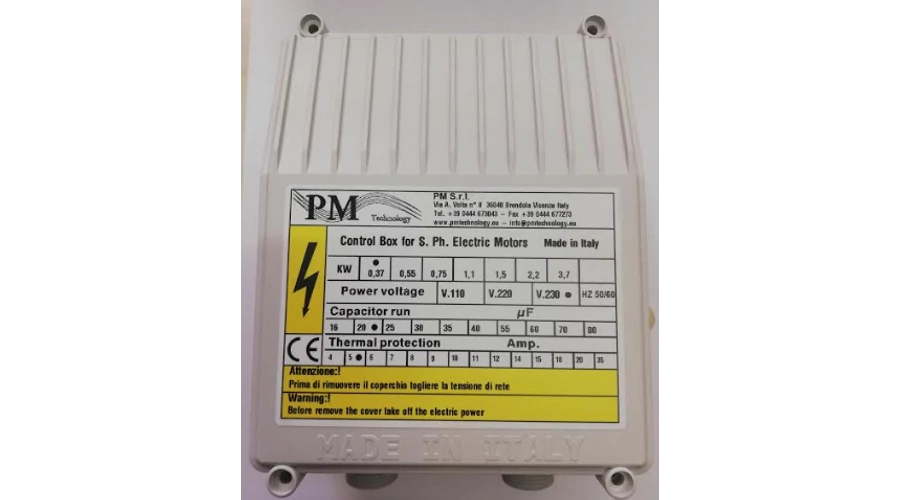 PM Technology
PM S.r.l.
Via A. Volta n° 8 36040 Brendola Vicenza Italy
Tel. +39 0444 673043 – Fax +39 0444 677273
www.pmtechnology.eu – info@pmtechnology.eu
Control Box for S. Ph. Electric Motors Made in Italy
KW 0,37 0,55 0,75 1,1 1,5 2,2 3,7
Power voltage V.110 V.220 V.230 HZ 50/60
Capacitor run µF
16 20 25 30 35 40 55 60 70 80
Thermal protection Amp.
4 5 6 7 8 9 10 11 12 14 15 18 20 35
CE
Attenzione:!
Prima di rimuovere il coperchio togliere la tensione di rete
Warning:!
Before remove the cover take off the electric power
MADE IN ITALY